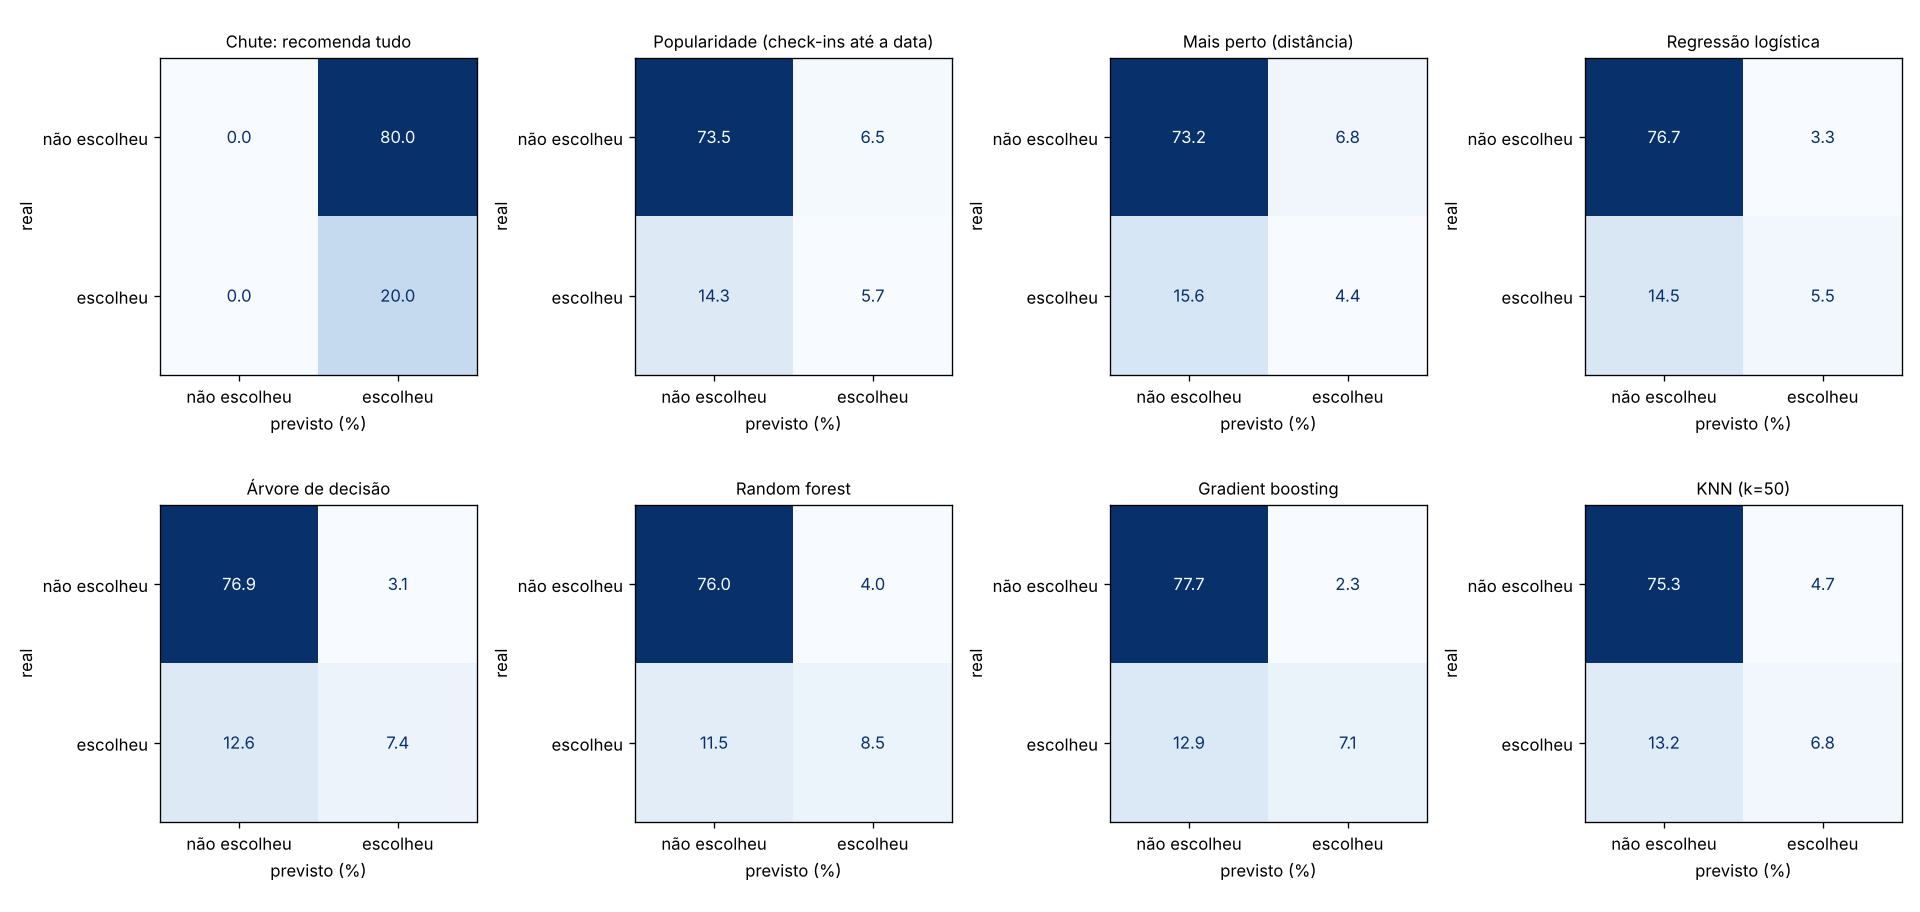 Chute: recomenda tudo
não escolheu
escolheu
real
0.0
80.0
0.0
20.0
não escolheu
escolheu
previsto (%)
Popularidade (check-ins até a data)
não escolheu
escolheu
real
73.5
6.5
14.3
5.7
não escolheu
escolheu
previsto (%)
Mais perto (distância)
não escolheu
escolheu
real
73.2
6.8
15.6
4.4
não escolheu
escolheu
previsto (%)
Regressão logística
não escolheu
escolheu
real
76.7
3.3
14.5
5.5
não escolheu
escolheu
previsto (%)
Árvore de decisão
não escolheu
escolheu
real
76.9
3.1
12.6
7.4
não escolheu
escolheu
previsto (%)
Random forest
não escolheu
escolheu
real
76.0
4.0
11.5
8.5
não escolheu
escolheu
previsto (%)
Gradient boosting
não escolheu
escolheu
real
77.7
2.3
12.9
7.1
não escolheu
escolheu
previsto (%)
KNN (k=50)
não escolheu
escolheu
real
75.3
4.7
13.2
6.8
não escolheu
escolheu
previsto (%)